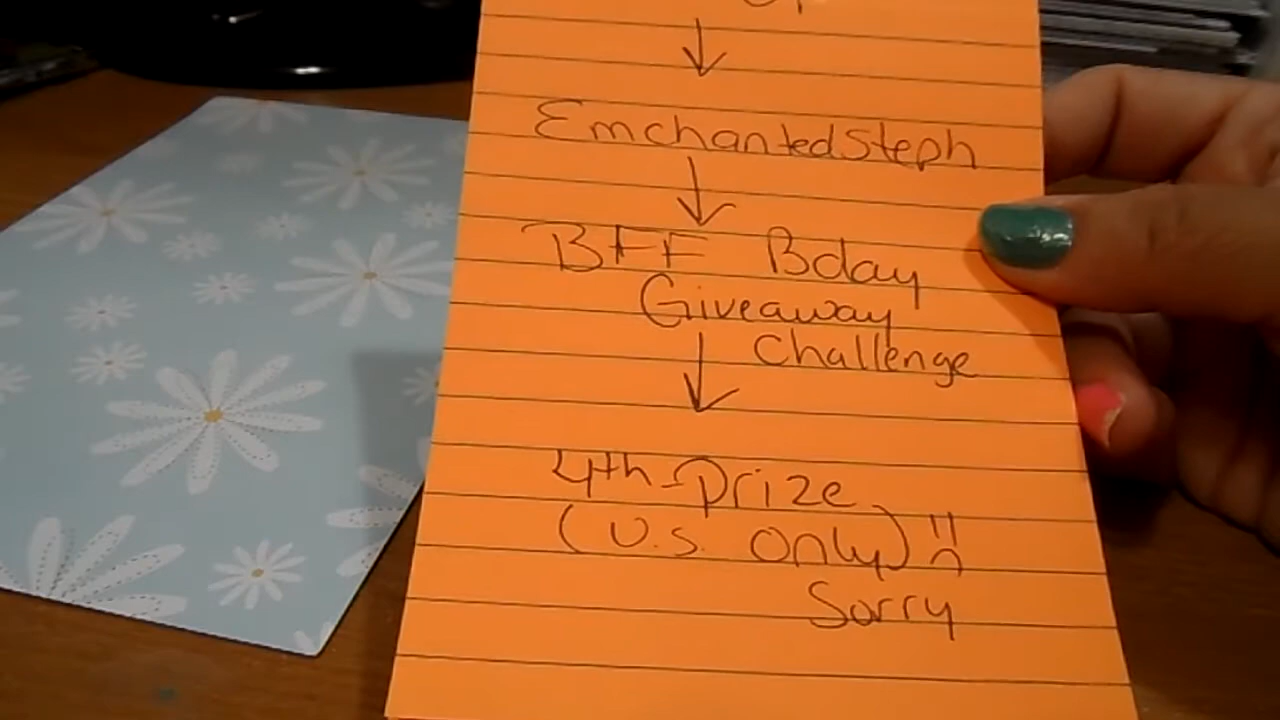 EmchantedSteph
BFF Bday
Giveaway
Challenge
4th-Prize
(U.S. only)
Sorry